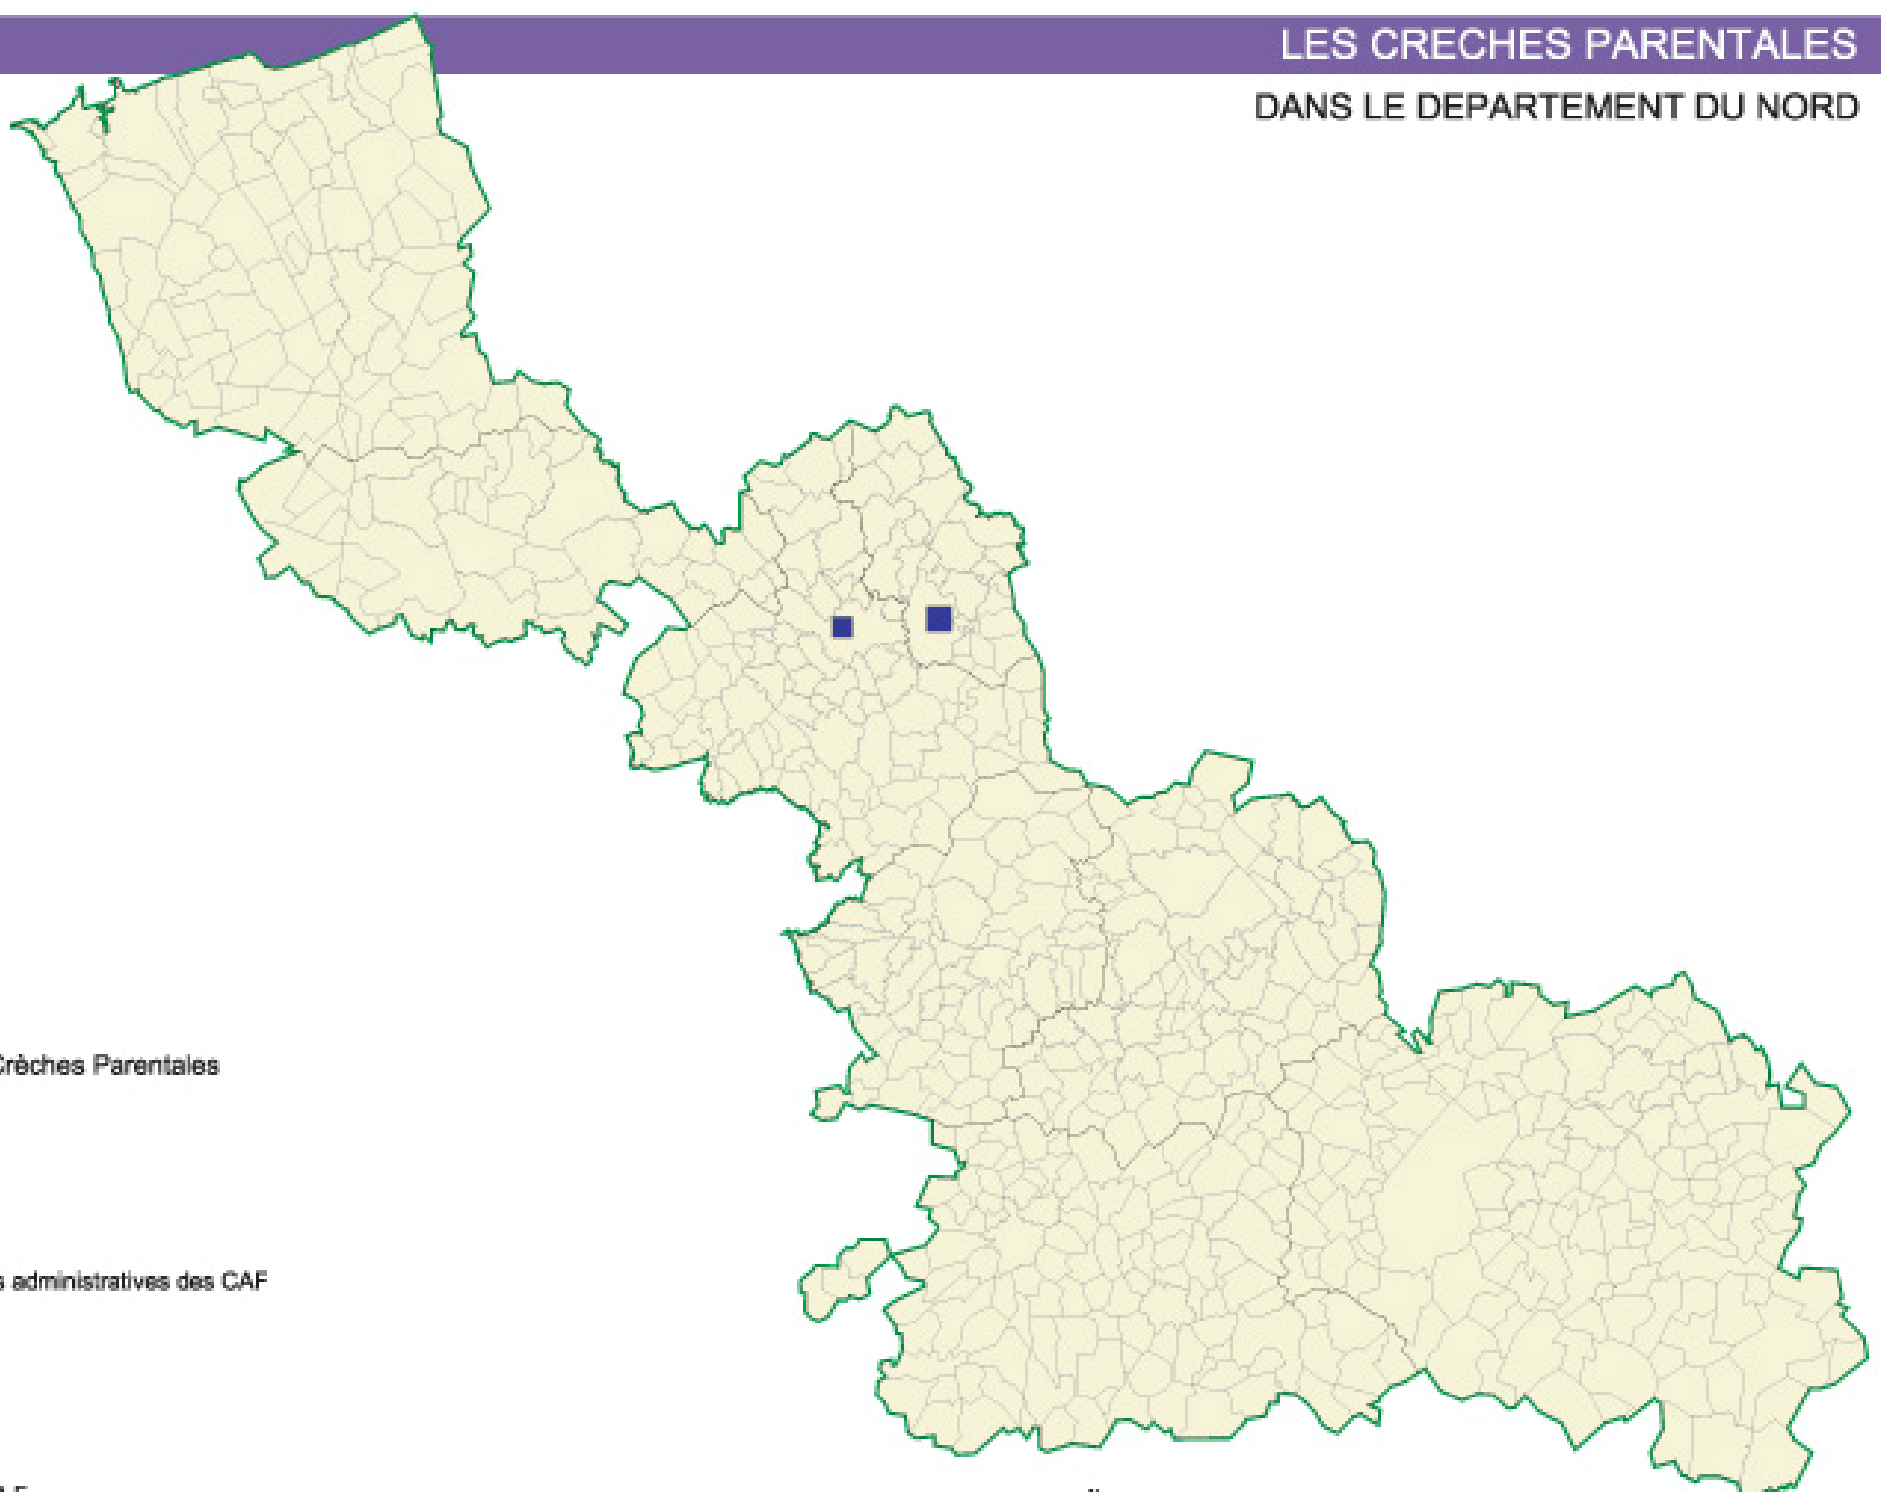 LES CRECHES PARENTALES
DANS LE DEPARTEMENT DU NORD
Crèches Parentales
administratives des CAF